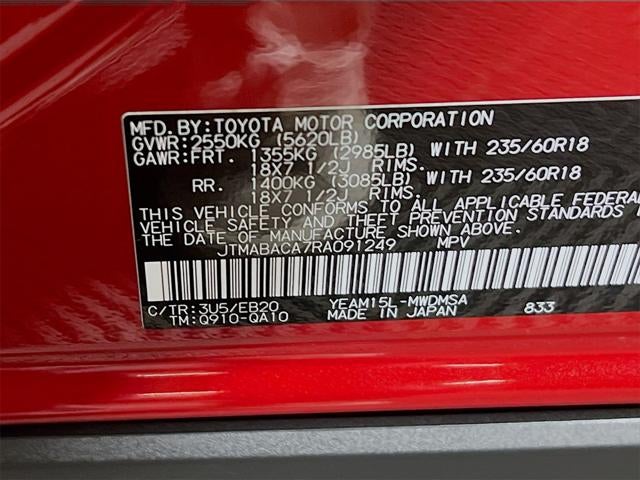 MFD. BY: TOYOTA MOTOR CORPORATION
GVWR: 2550KG (5620LB)
GAWR: FRT. 1355KG (2985LB) WITH 235/60R18
18X7 1/2J RIMS.
RR. 1400KG (3085LB) WITH 235/60R18
18X7 1/2J RIMS.
THIS VEHICLE CONFORMS TO ALL APPLICABLE FEDERAL
VEHICLE SAFETY AND THEFT PREVENTION STANDARDS
THE DATE OF MANUFACTURE SHOWN ABOVE.
JTMABACA7RA091249 MPV
C/TR: 3U5/EB20 YEAM15L-MWDMSA
TM: Q910-QA10 MADE IN JAPAN 833